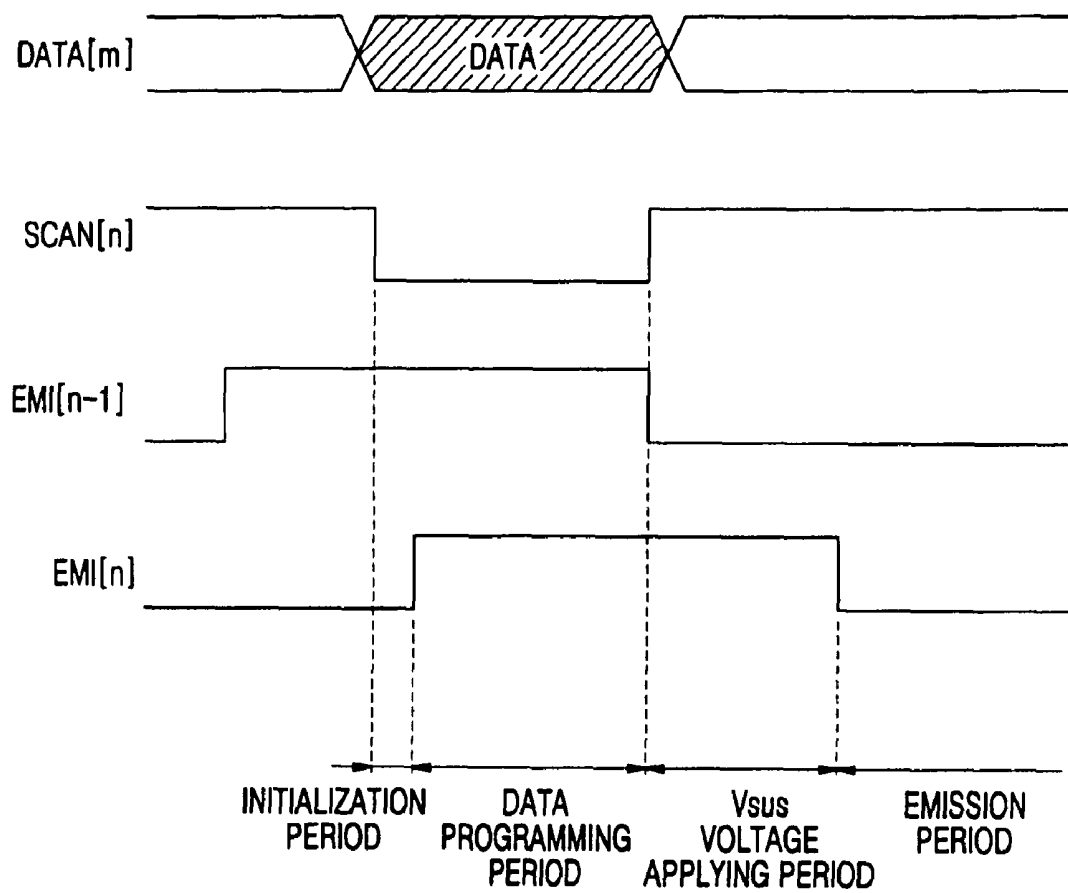 DATA[m]
DATA
SCAN[n]
EMI[n-1]
EMI[n]
INITIALIZATION
PERIOD
DATA
PROGRAMMING
PERIOD
Vsus
VOLTAGE
APPLYING PERIOD
EMISSION
PERIOD